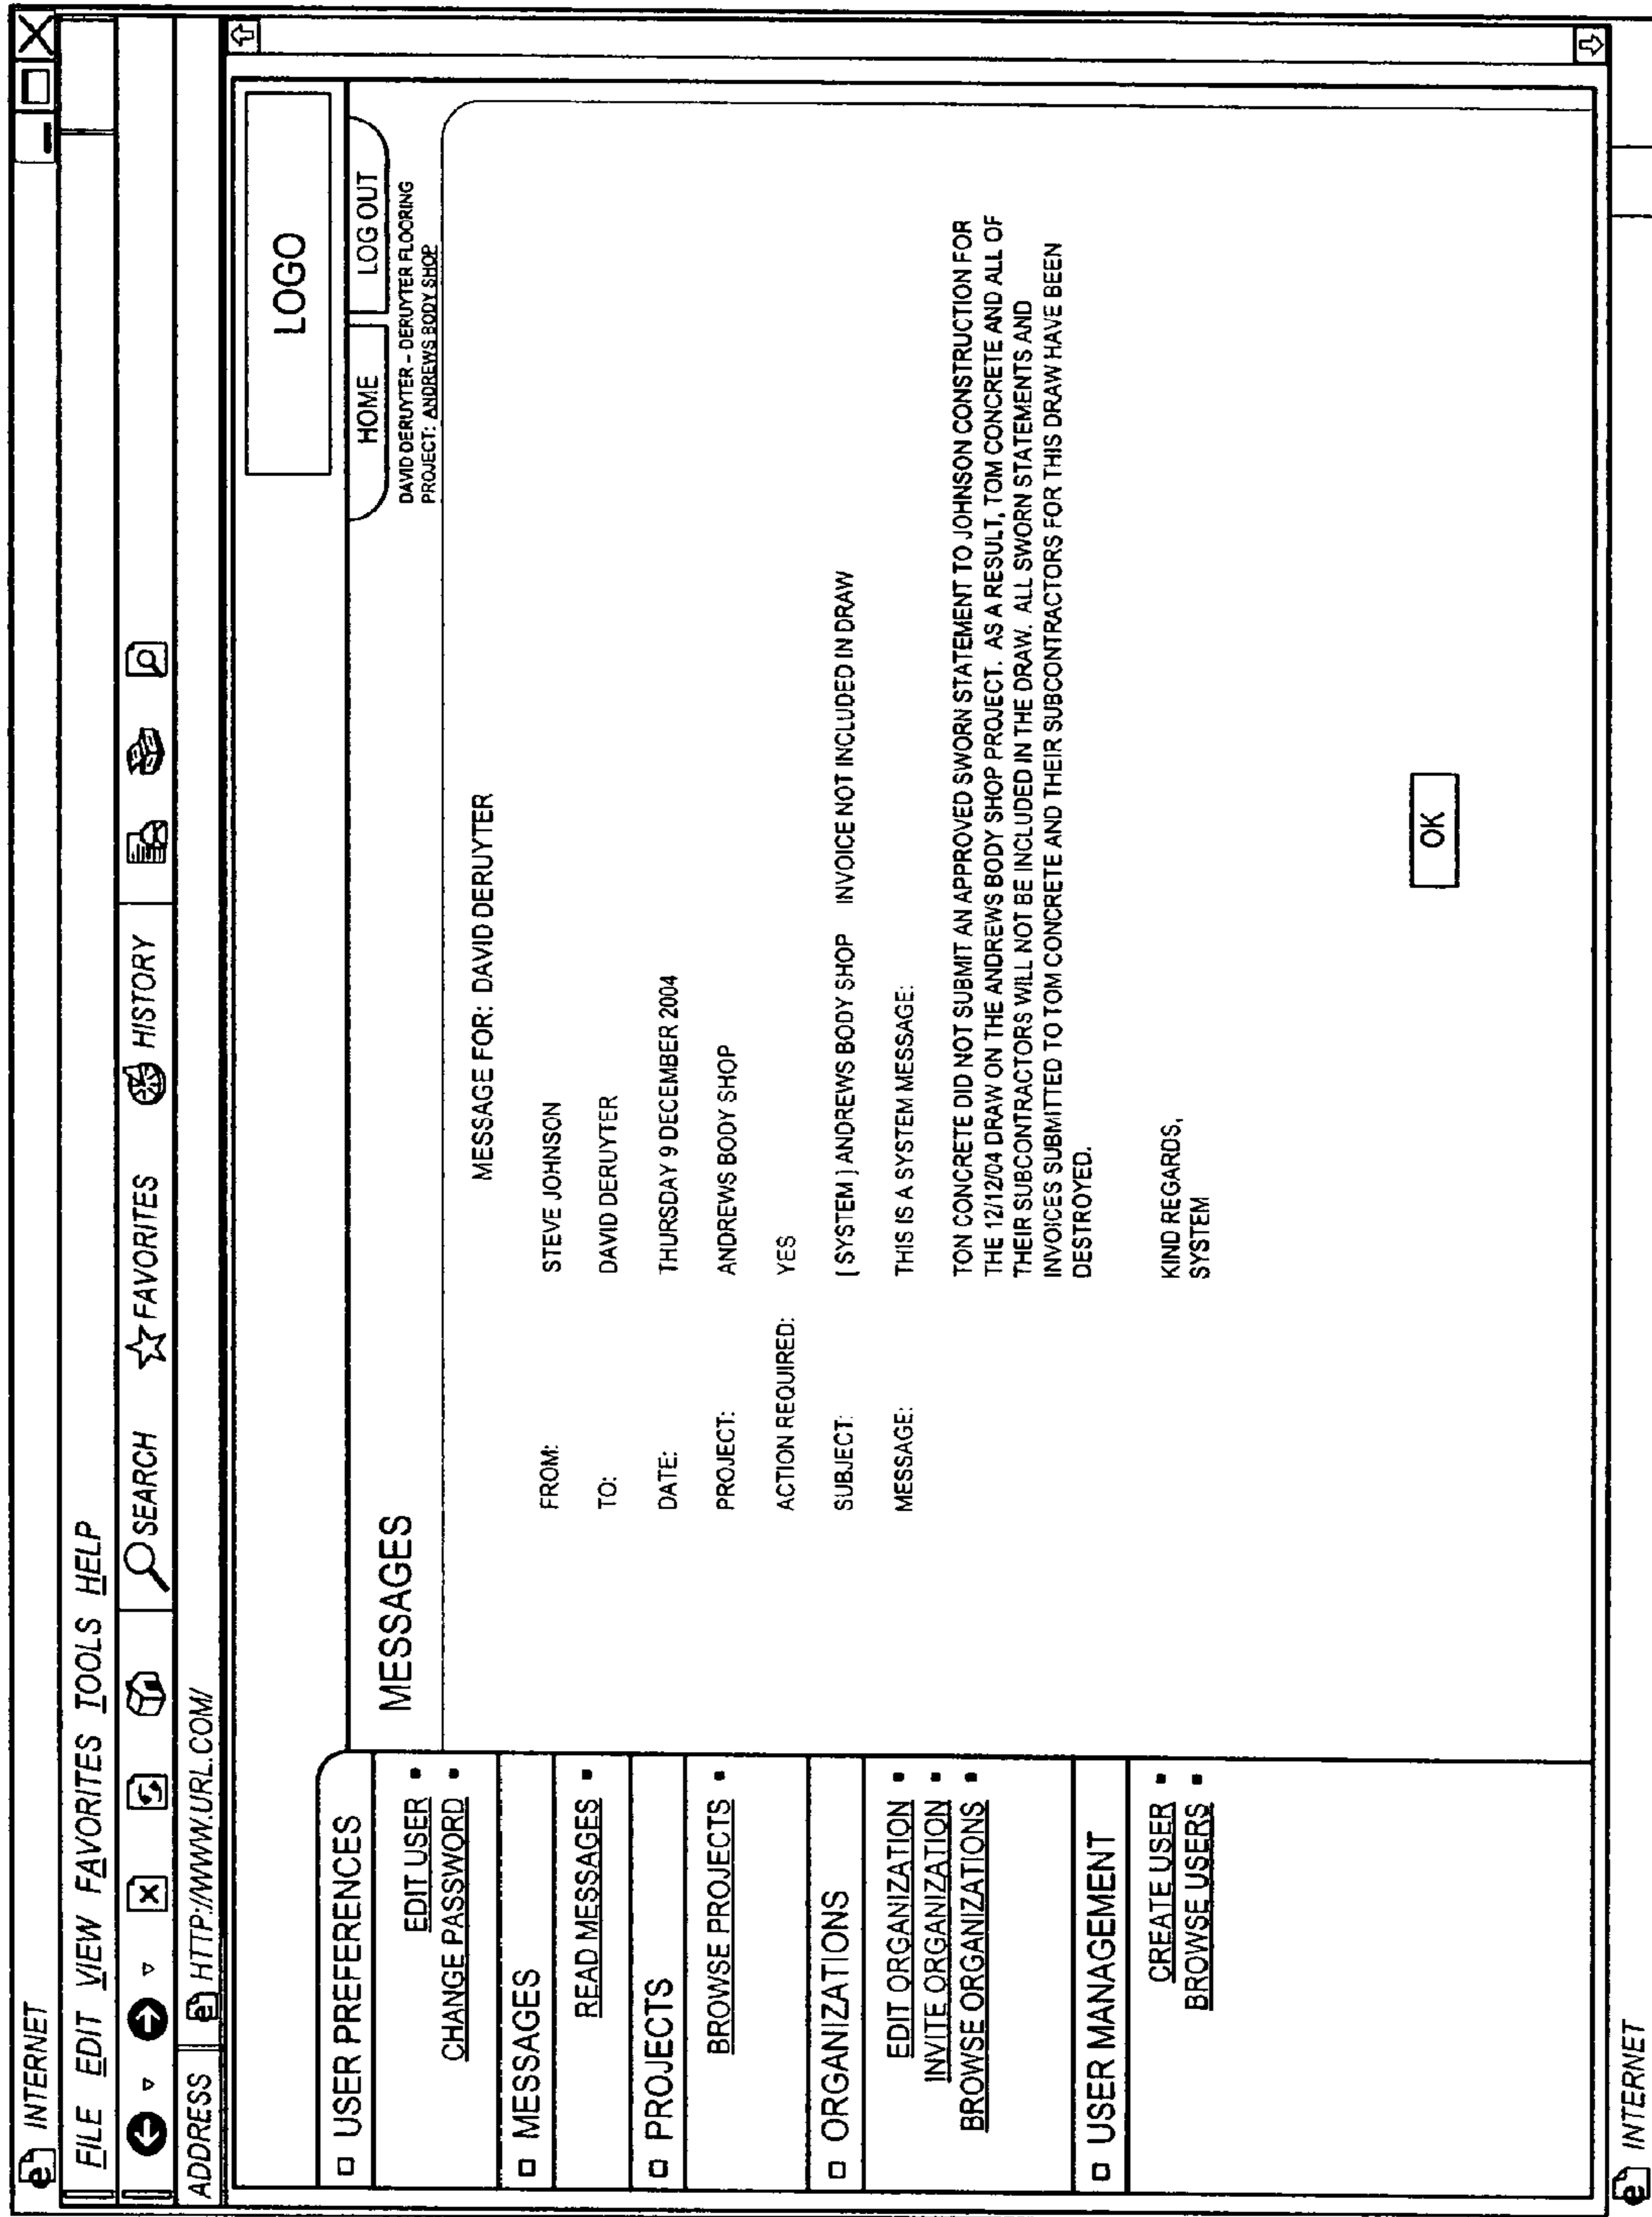 INTERNET
FILE EDIT VIEW FAVORITES TOOLS HELP
SEARCH FAVORITES HISTORY
ADDRESS HTTP://WWW.URL.COM/
LOGO
HOME LOG OUT
DAVID DERUYTER – DERUYTER FLOORING
PROJECT: ANDREWS BODY SHOP
USER PREFERENCES
EDIT USER
CHANGE PASSWORD
MESSAGES
READ MESSAGES
PROJECTS
BROWSE PROJECTS
ORGANIZATIONS
EDIT ORGANIZATION
INVITE ORGANIZATION
BROWSE ORGANIZATIONS
USER MANAGEMENT
CREATE USER
BROWSE USERS
MESSAGES
MESSAGE FOR: DAVID DERUYTER
FROM: STEVE JOHNSON
TO: DAVID DERUYTER
DATE: THURSDAY 9 DECEMBER 2004
PROJECT: ANDREWS BODY SHOP
ACTION REQUIRED: YES
SUBJECT: [ SYSTEM ] ANDREWS BODY SHOP INVOICE NOT INCLUDED IN DRAW
MESSAGE: THIS IS A SYSTEM MESSAGE:
TON CONCRETE DID NOT SUBMIT AN APPROVED SWORN STATEMENT TO JOHNSON CONSTRUCTION FOR
THE 12/12/04 DRAW ON THE ANDREWS BODY SHOP PROJECT. AS A RESULT, TOM CONCRETE AND ALL OF
THEIR SUBCONTRACTORS WILL NOT BE INCLUDED IN THE DRAW. ALL SWORN STATEMENTS AND
INVOICES SUBMITTED TO TOM CONCRETE AND THEIR SUBCONTRACTORS FOR THIS DRAW HAVE BEEN
DESTROYED.
KIND REGARDS,
SYSTEM
OK
INTERNET